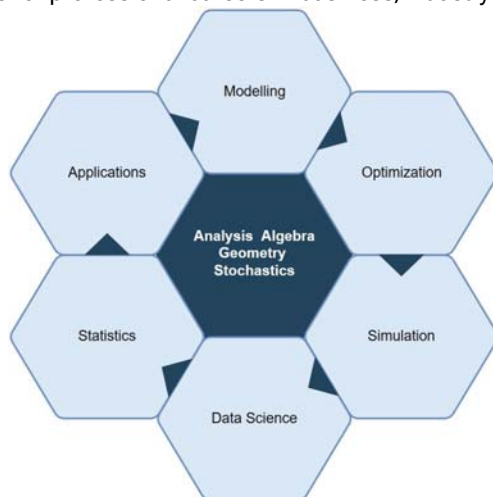 Modelling
Applications
Optimization
Analysis Algebra
Geometry
Stochastics
Statistics
Simulation
Data Science